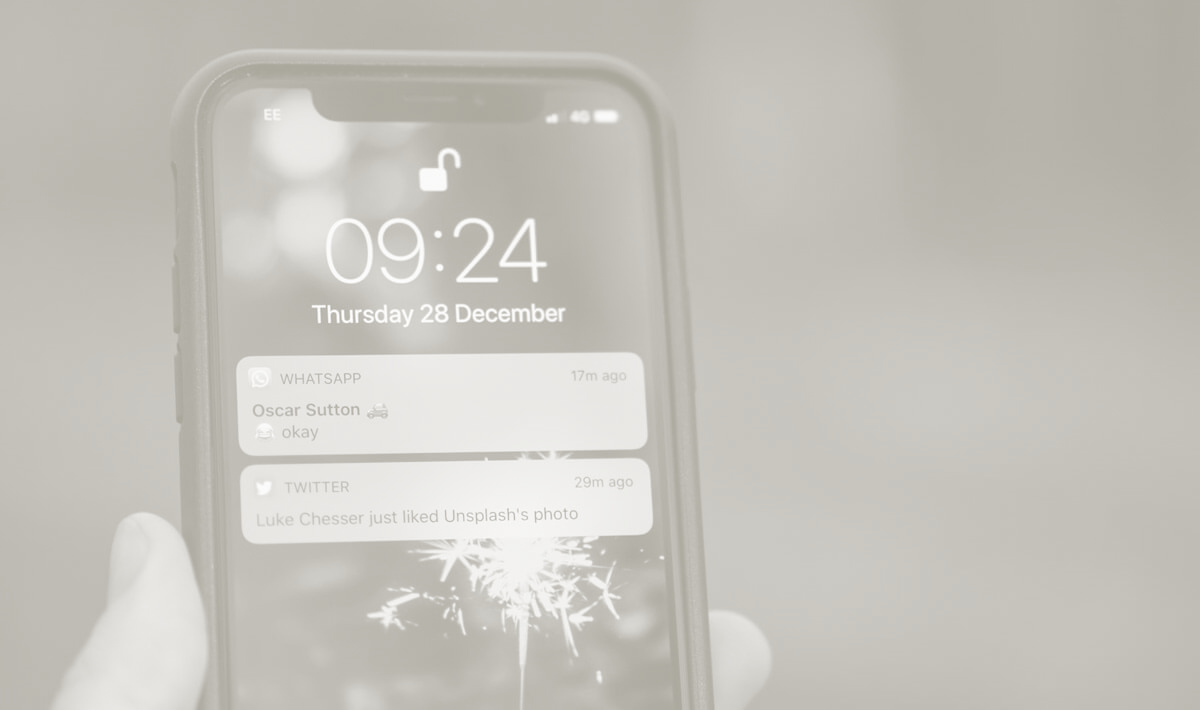 EE
4G
09:24
Thursday 28 December
WHATSAPP
17m ago
Oscar Sutton
okay
TWITTER
29m ago
Luke Chesser just liked Unsplash's photo